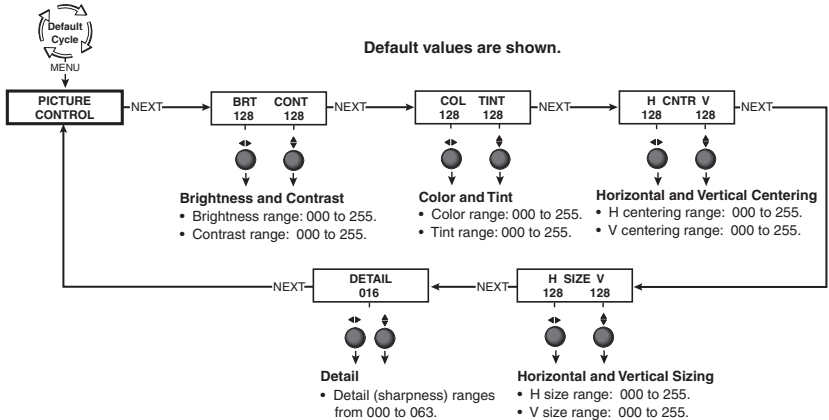 Default
Cycle
MENU
Default values are shown.
PICTURE
CONTROL
NEXT
BRT CONT
128 128
NEXT
COL TINT
128 128
NEXT
H CNTR V
128 128
NEXT
Brightness and Contrast
• Brightness range: 000 to 255.
• Contrast range: 000 to 255.
Color and Tint
• Color range: 000 to 255.
• Tint range: 000 to 255.
Horizontal and Vertical Centering
• H centering range: 000 to 255.
• V centering range: 000 to 255.
NEXT
DETAIL
016
NEXT
H SIZE V
128 128
Detail
• Detail (sharpness) ranges
from 000 to 063.
Horizontal and Vertical Sizing
• H size range: 000 to 255.
• V size range: 000 to 255.